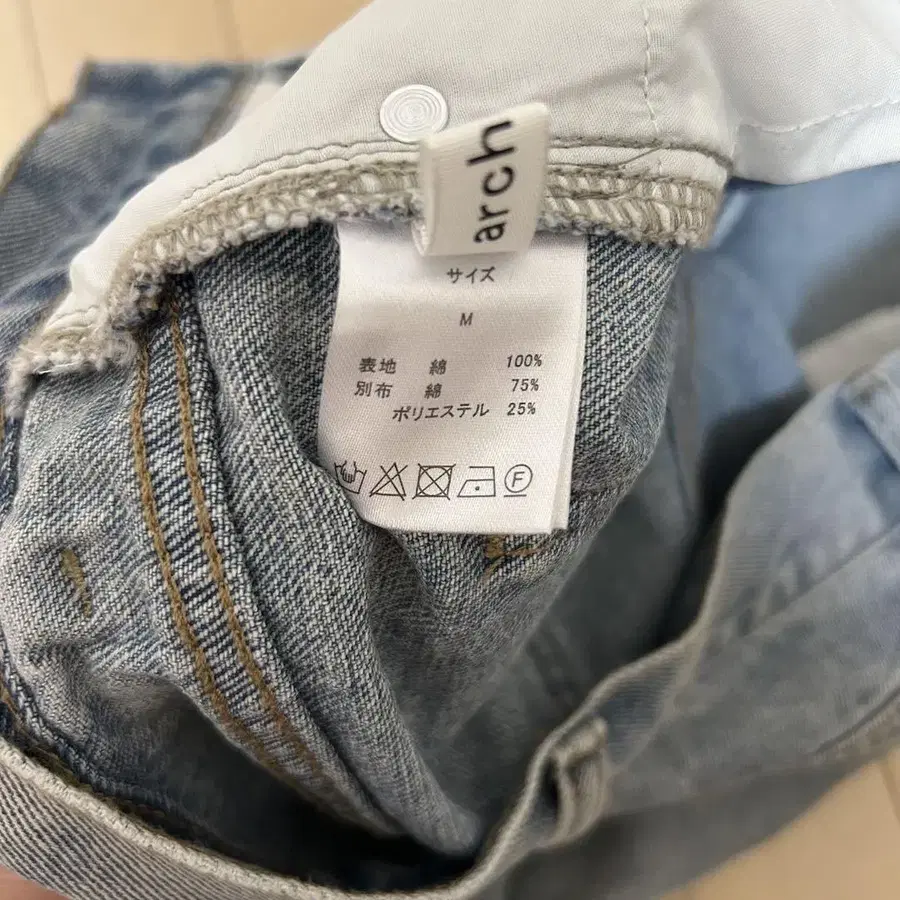 arch
サイズ
M
表地 綿 100%
別布 綿 75%
ポリエステル 25%
F